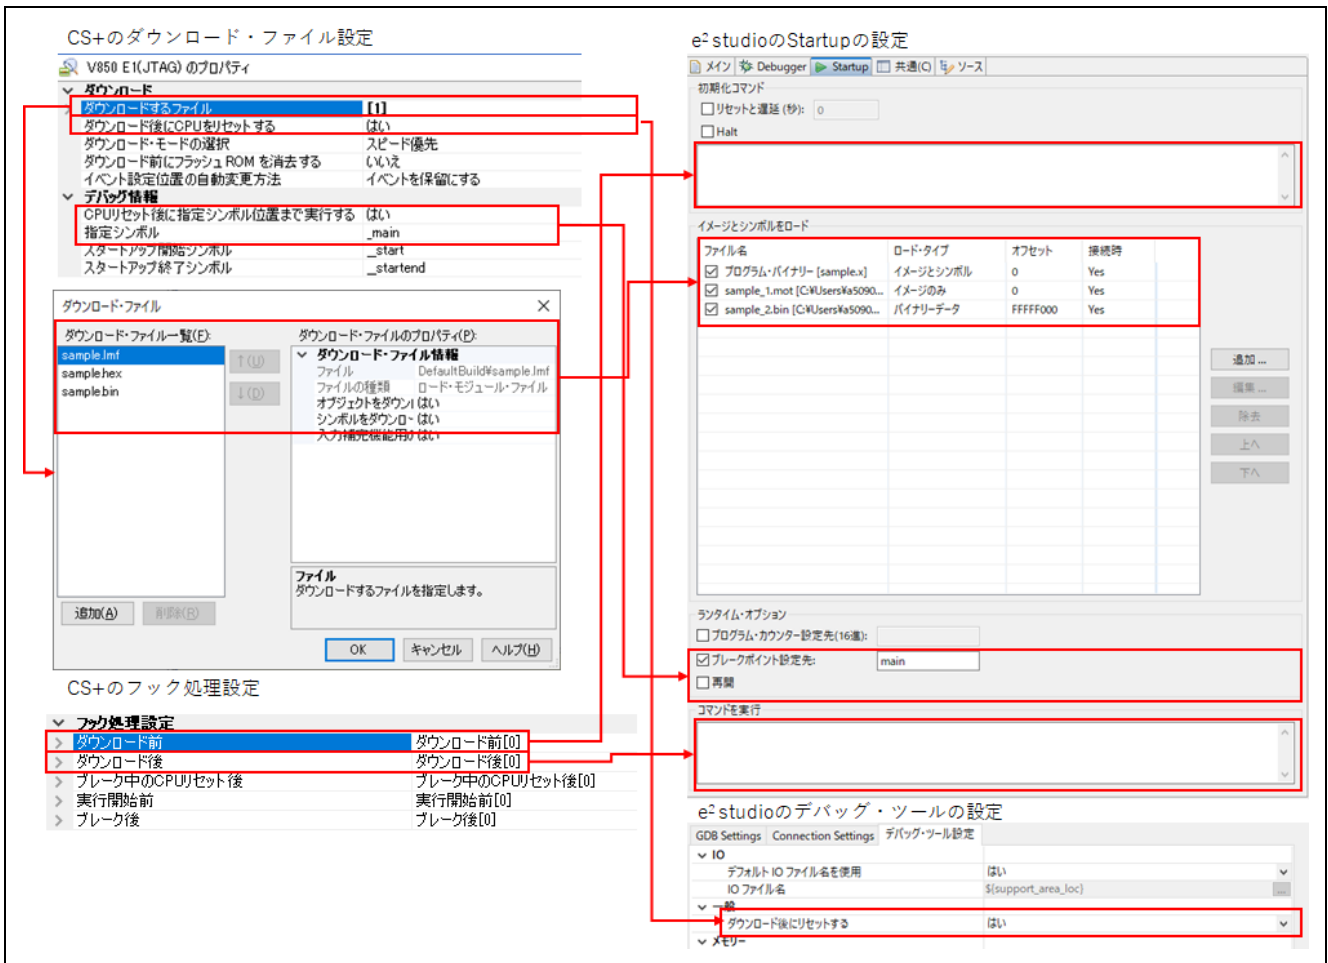 CS+のダウンロード・ファイル設定
V850 E1(JTAG) のプロパティ
ダウンロード
ダウンロードするファイル [1]
ダウンロード後にCPUをリセットする はい
ダウンロード・モードの選択 スピード優先
ダウンロード前にフラッシュ ROM を消去する いいえ
イベント設定位置の自動変更方法 イベントを保留にする
デバッグ情報
CPUリセット後に指定シンボル位置まで実行する はい
指定シンボル _main
スタートアップ開始シンボル __start
スタートアップ終了シンボル __startend
ダウンロード・ファイル
ダウンロード・ファイル一覧(F):
sample.lmf
sample.hex
sample.bin
↑(U)
↓(D)
追加(A) 削除(R)
ダウンロード・ファイルのプロパティ(P):
ダウンロード・ファイル情報
ファイル DefaultBuild¥sample.lmf
ファイルの種類 ロード・モジュール・ファイル
オブジェクトをダウン はい
シンボルをダウンロー はい
入力補完機能用 はい
ファイル
ダウンロードするファイルを指定します。
OK キャンセル ヘルプ(H)
CS+のフック処理設定
フック処理設定
ダウンロード前 ダウンロード前[0]
ダウンロード後 ダウンロード後[0]
ブレーク中のCPUリセット後 ブレーク中のCPUリセット後[0]
実行開始前 実行開始前[0]
ブレーク後 ブレーク後[0]
e² studioのStartupの設定
メイン Debugger Startup 共通(C) ソース
初期化コマンド
リセットと遅延 (秒): 0
Halt
イメージとシンボルをロード
ファイル名 ロード・タイプ オフセット 接続時
プログラム・バイナリー [sample.x] イメージとシンボル 0 Yes
sample_1.mot [C:¥Users¥a5090... イメージのみ 0 Yes
sample_2.bin [C:¥Users¥a5090... バイナリーデータ FFFFF000 Yes
追加 ...
編集 ...
除去
上へ
下へ
ランタイム・オプション
プログラム・カウンター設定先(16進):
ブレークポイント設定先: main
再開
コマンドを実行
e² studioのデバッグ・ツールの設定
GDB Settings Connection Settings デバッグ・ツール設定
IO
デフォルト IO ファイル名を使用 はい
IO ファイル名 ${support_area_loc} ...
一般
ダウンロード後にリセットする はい
メモリー